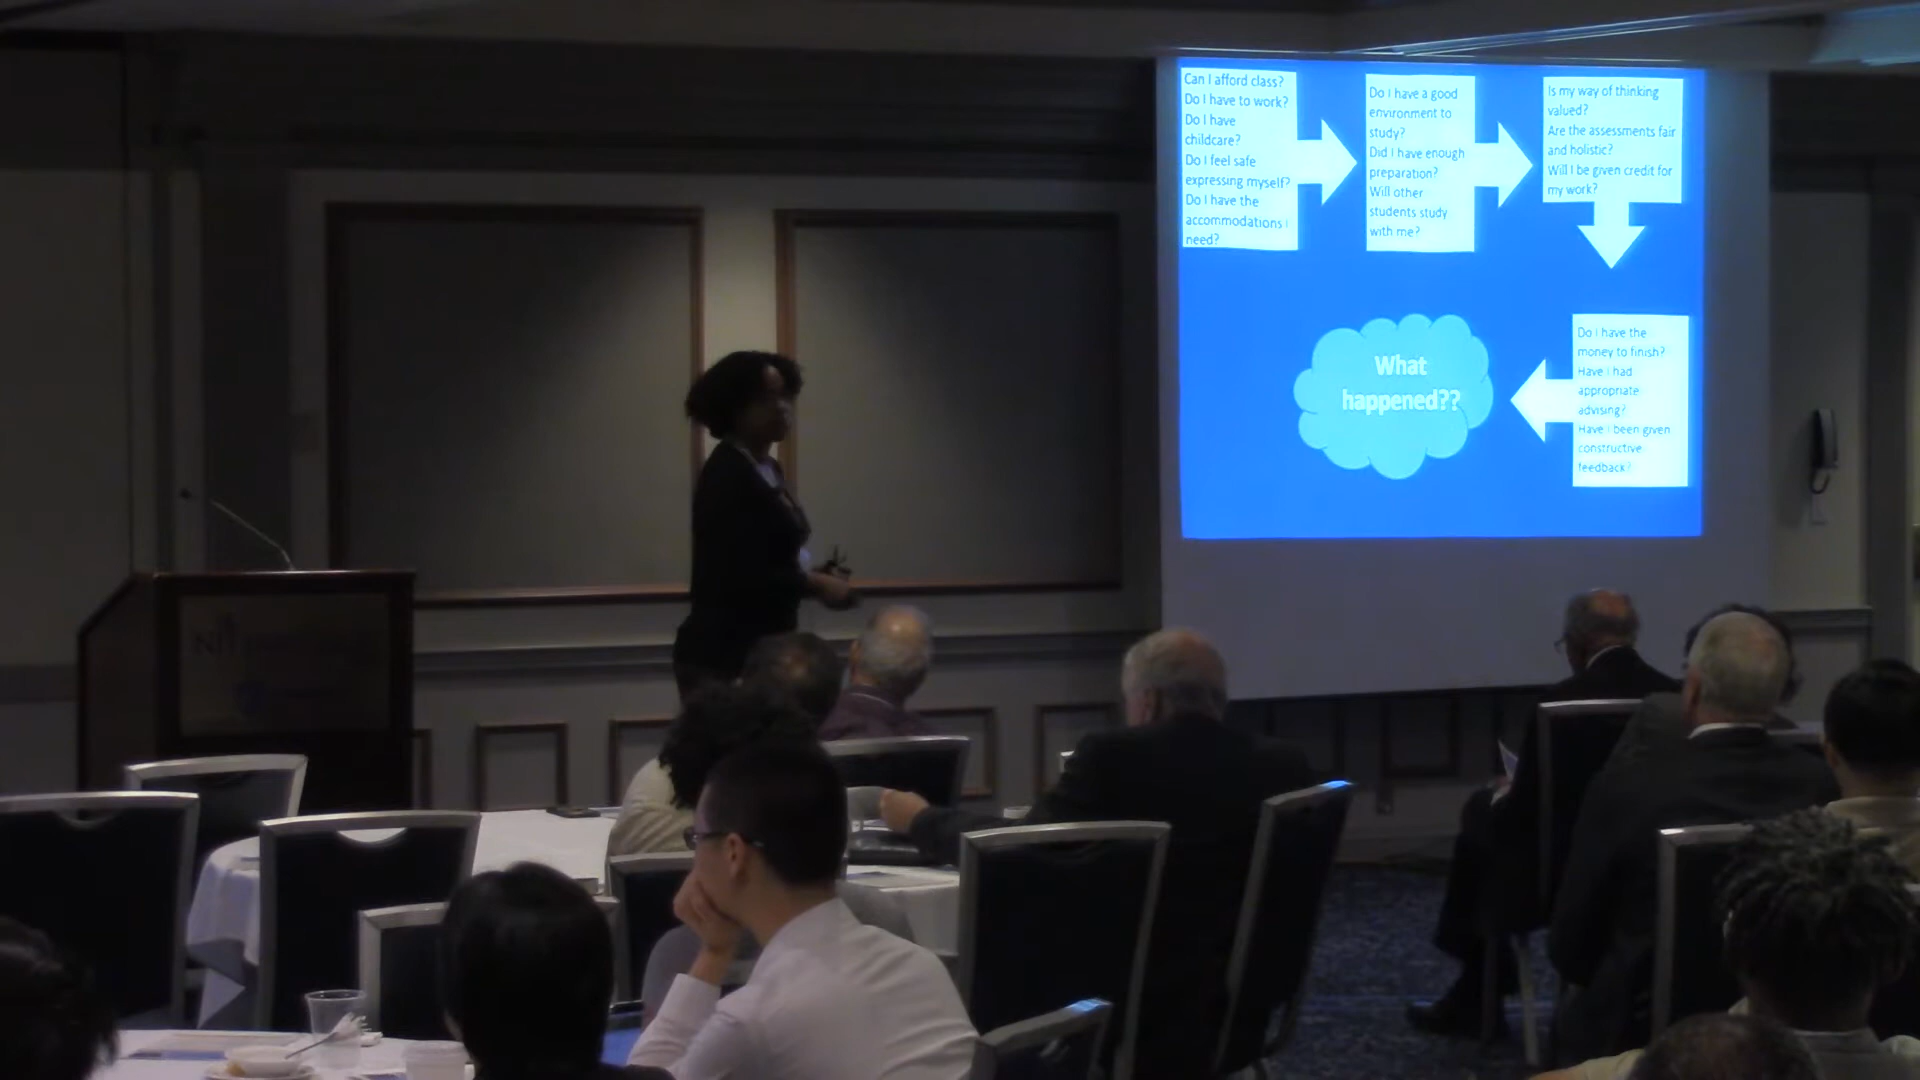 Can I afford class?
Do I have to work?
Do I have
childcare?
Do I feel safe
expressing myself?
Do I have the
accommodations I
need?
Do I have a good
environment to
study?
Did I have enough
preparation?
Will other
students study
with me?
Is my way of thinking
valued?
Are the assessments fair
and holistic?
Will I be given credit for
my work?
Do I have the
money to finish?
Have I had
appropriate
advising?
Have I been given
constructive
feedback?
What
happened??